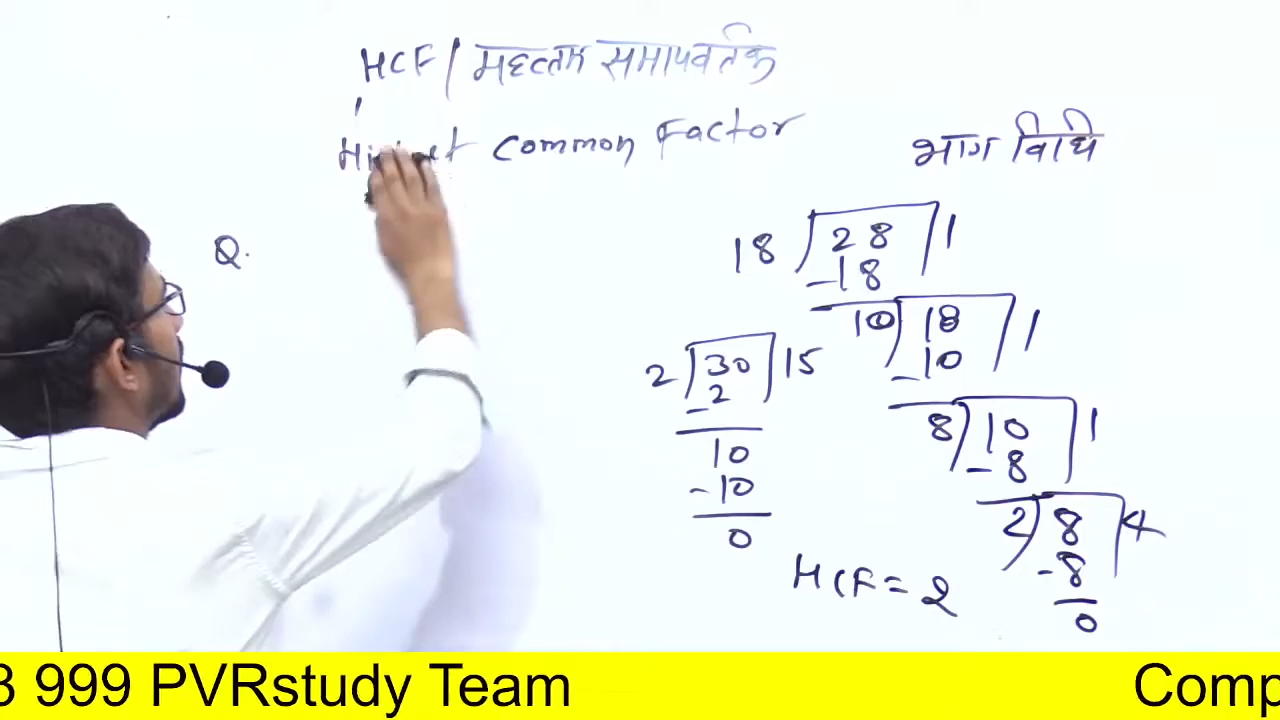 HCF / महत्तम समापवर्तक
Common Factor
भाग विधि
Q.
18 ) 28 ) 1
-18
10 ) 18 ) 1
-10
8 ) 10 ) 1
-8
2 ) 8 ) 4
-8
0
2 ) 30 ) 15
-2
10
-10
0
HCF = 2
3 999 PVRstudy Team
Comp